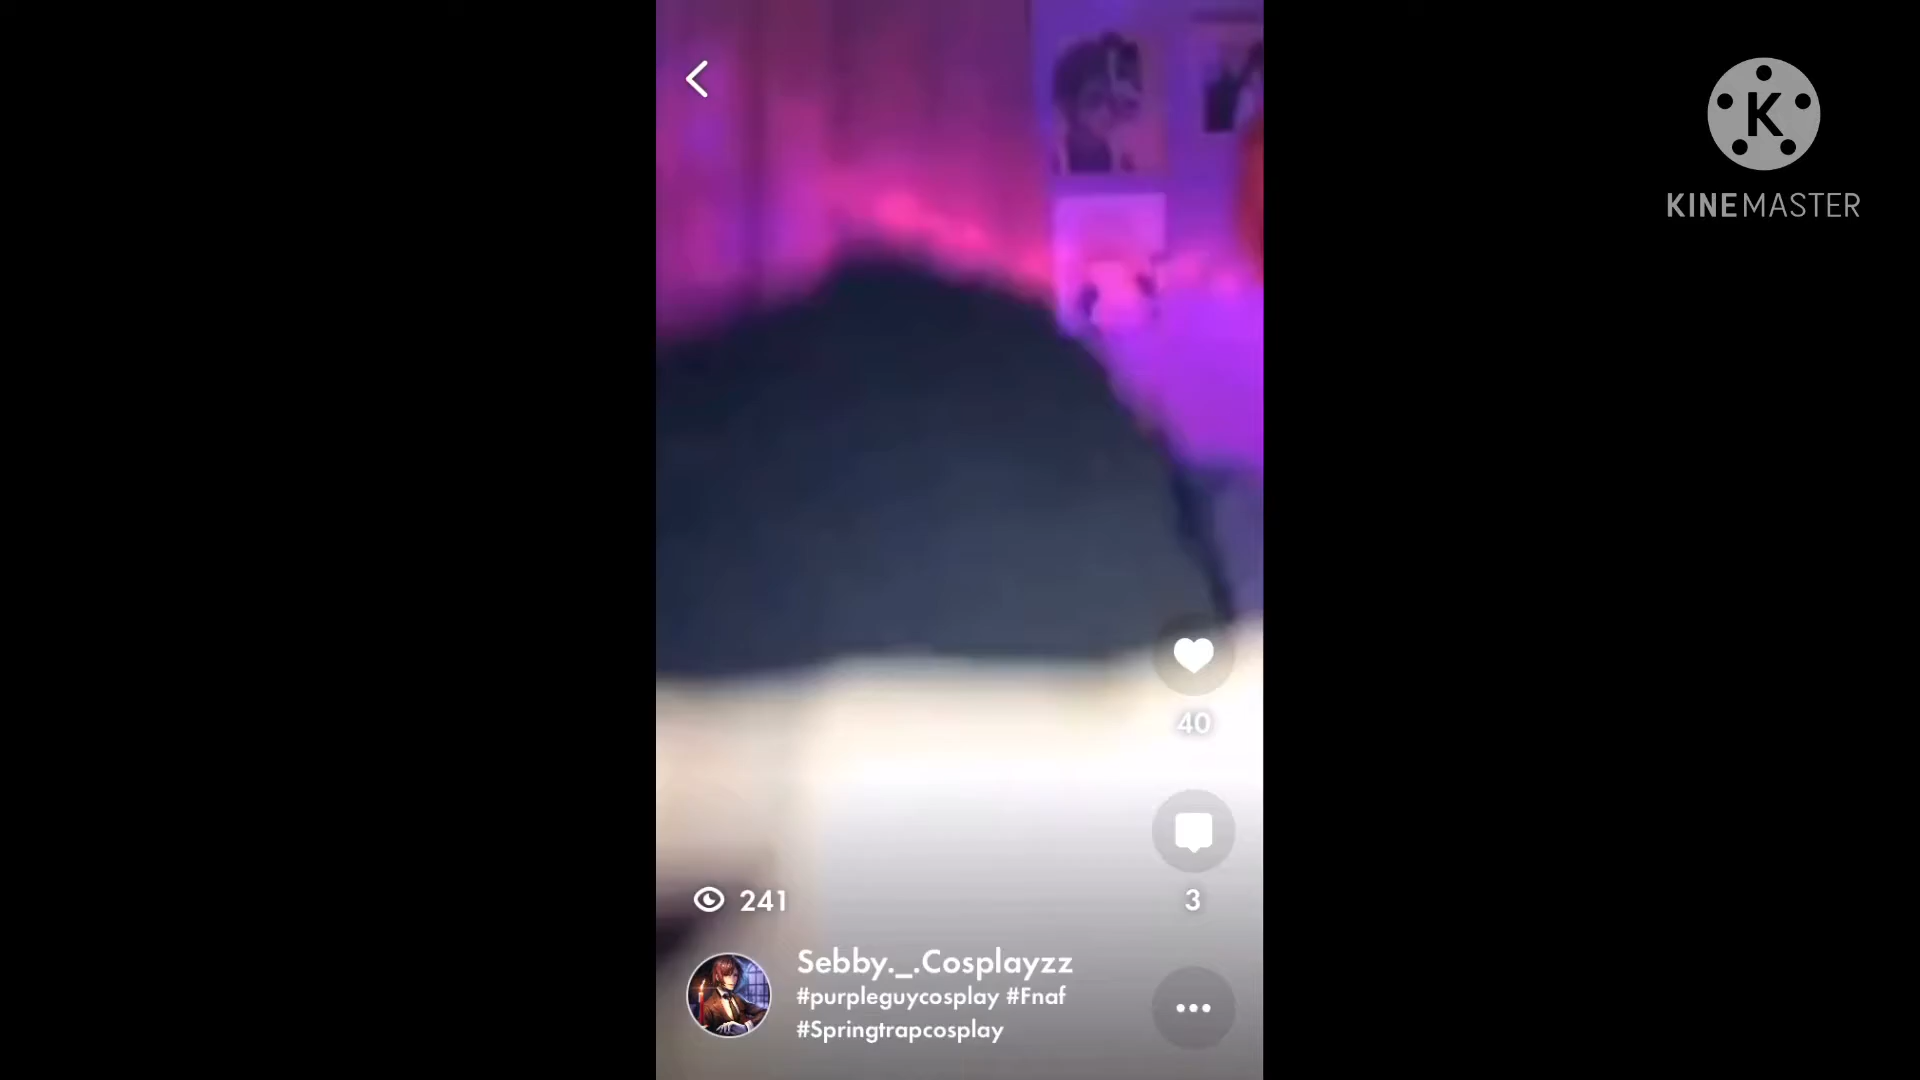 K
KINEMASTER
40
3
241
Sebby._.Cosplayzz
#purpleguycosplay #Fnaf
#Springtrapcosplay